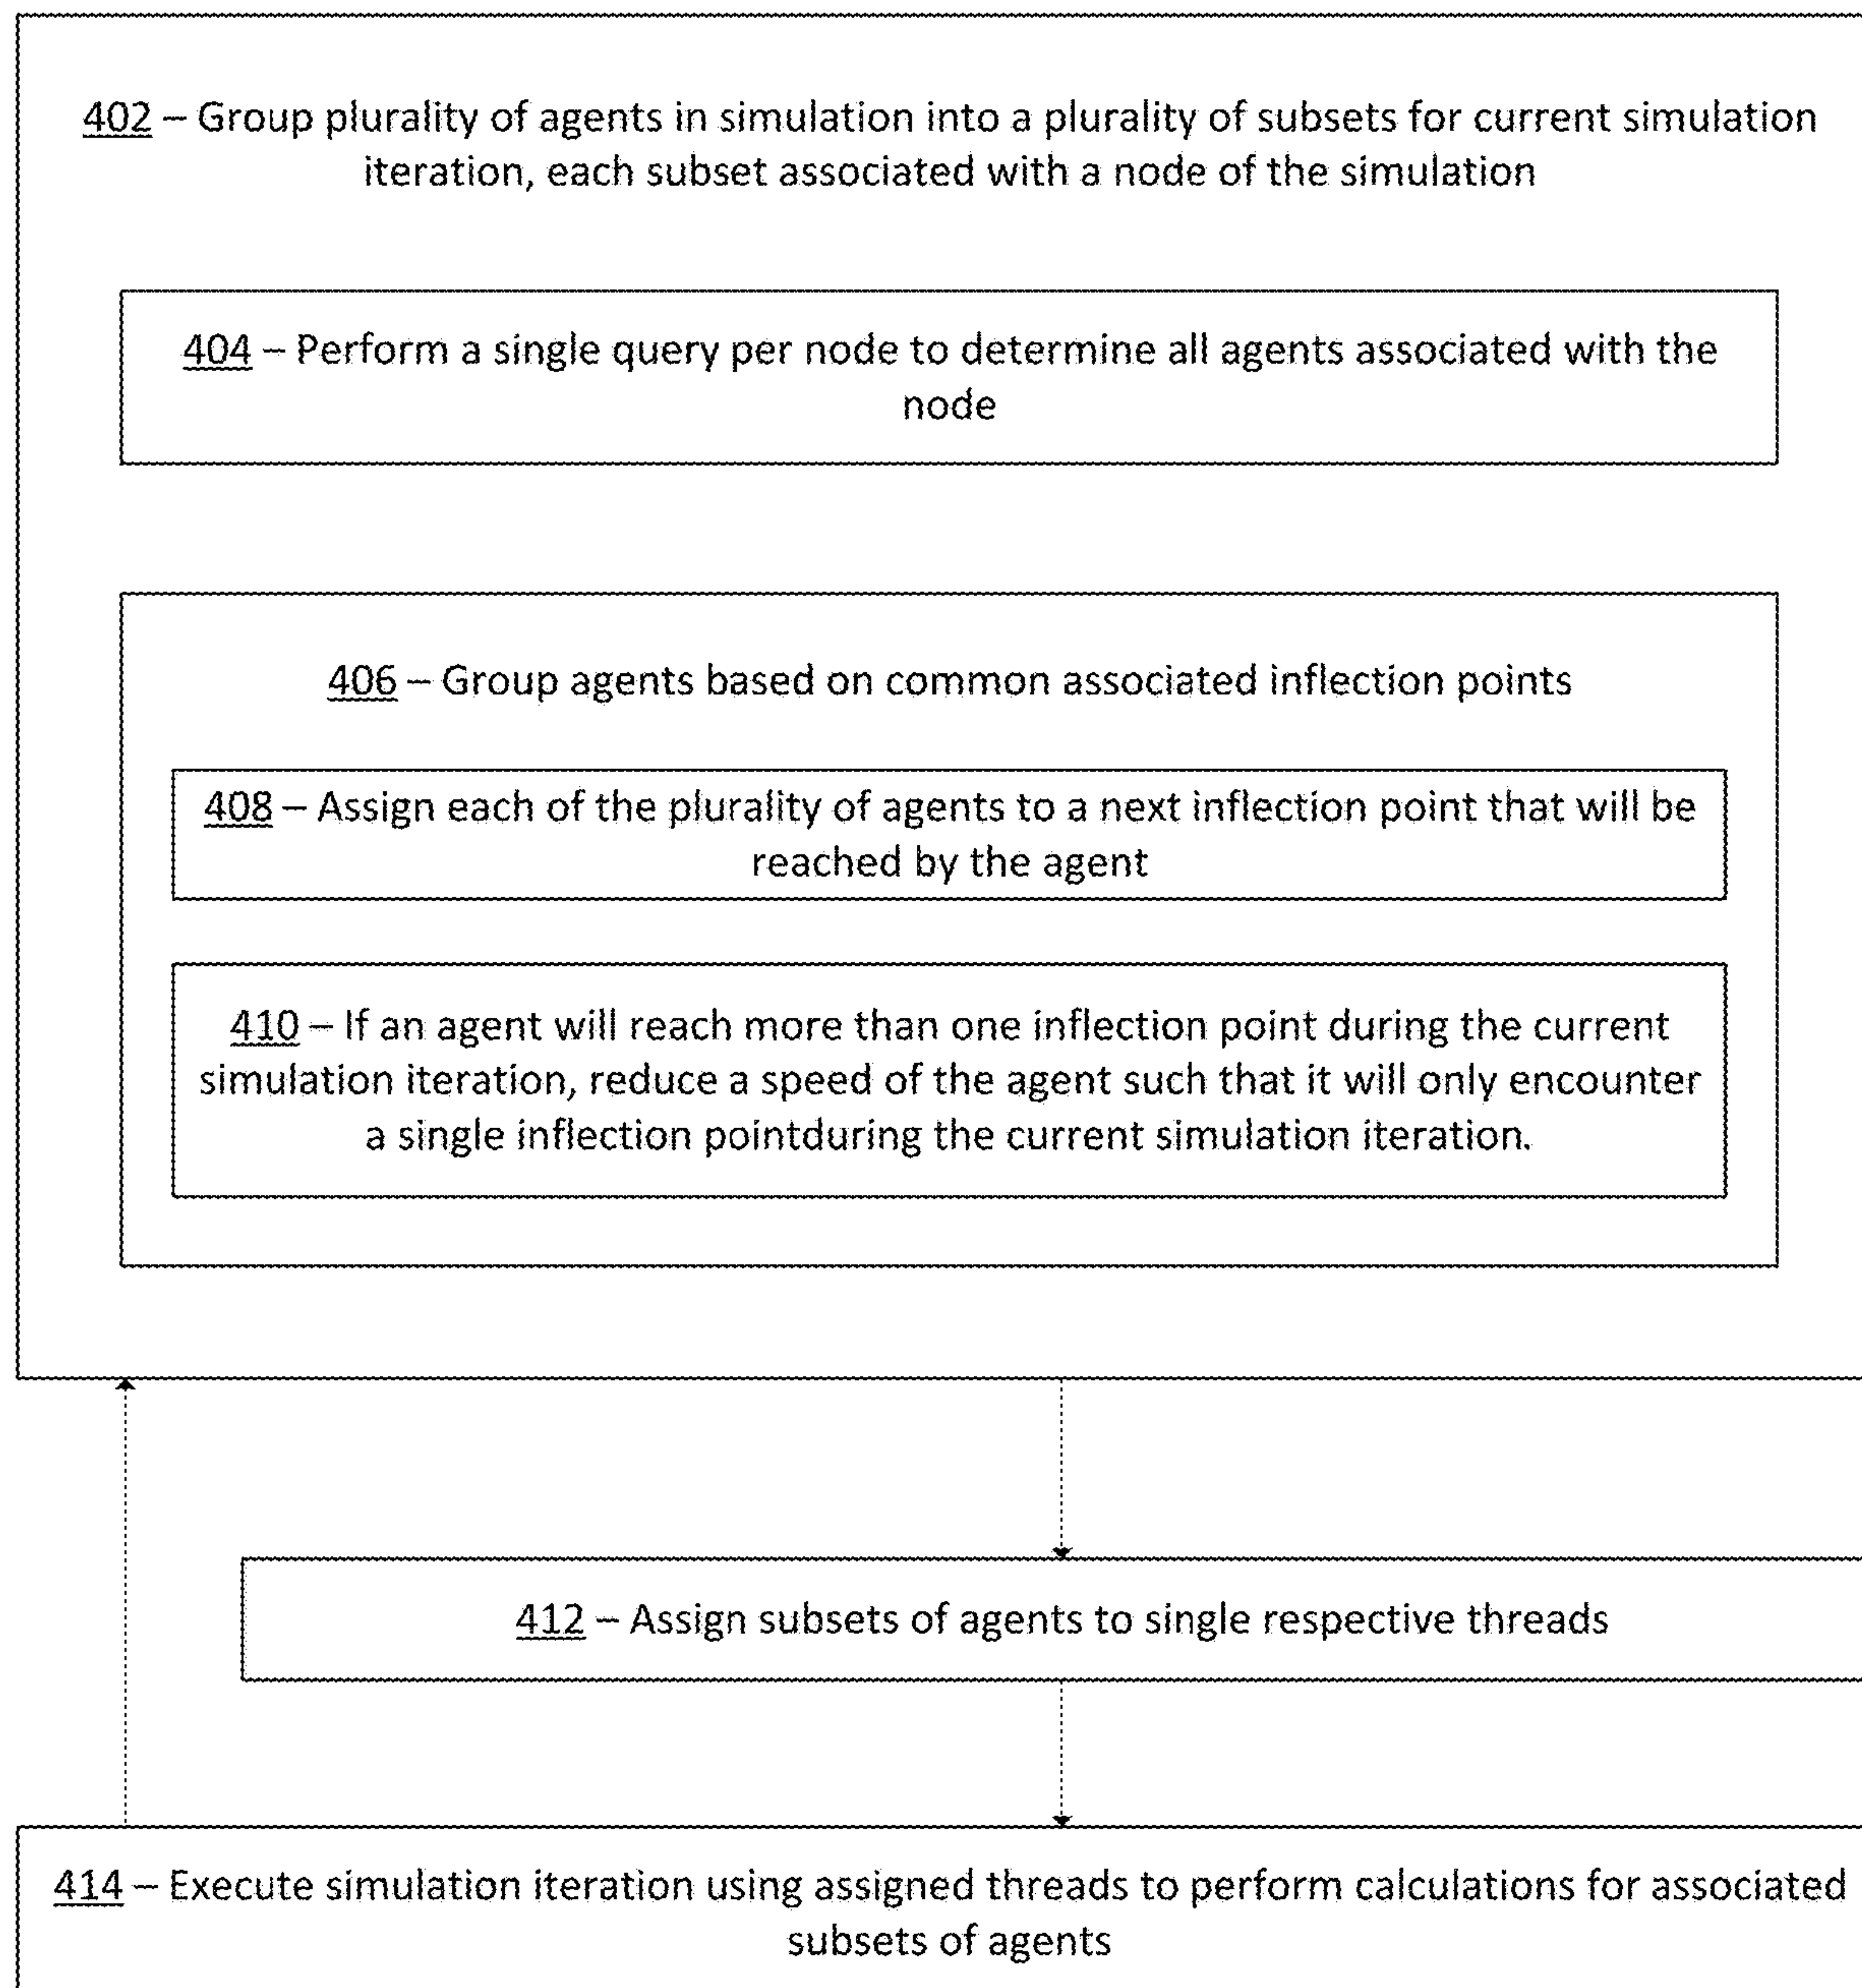 402 – Group plurality of agents in simulation into a plurality of subsets for current simulation
iteration, each subset associated with a node of the simulation
404 – Perform a single query per node to determine all agents associated with the
node
406 – Group agents based on common associated inflection points
408 – Assign each of the plurality of agents to a next inflection point that will be
reached by the agent
410 – If an agent will reach more than one inflection point during the current
simulation iteration, reduce a speed of the agent such that it will only encounter
a single inflection pointduring the current simulation iteration.
412 – Assign subsets of agents to single respective threads
414 – Execute simulation iteration using assigned threads to perform calculations for associated
subsets of agents